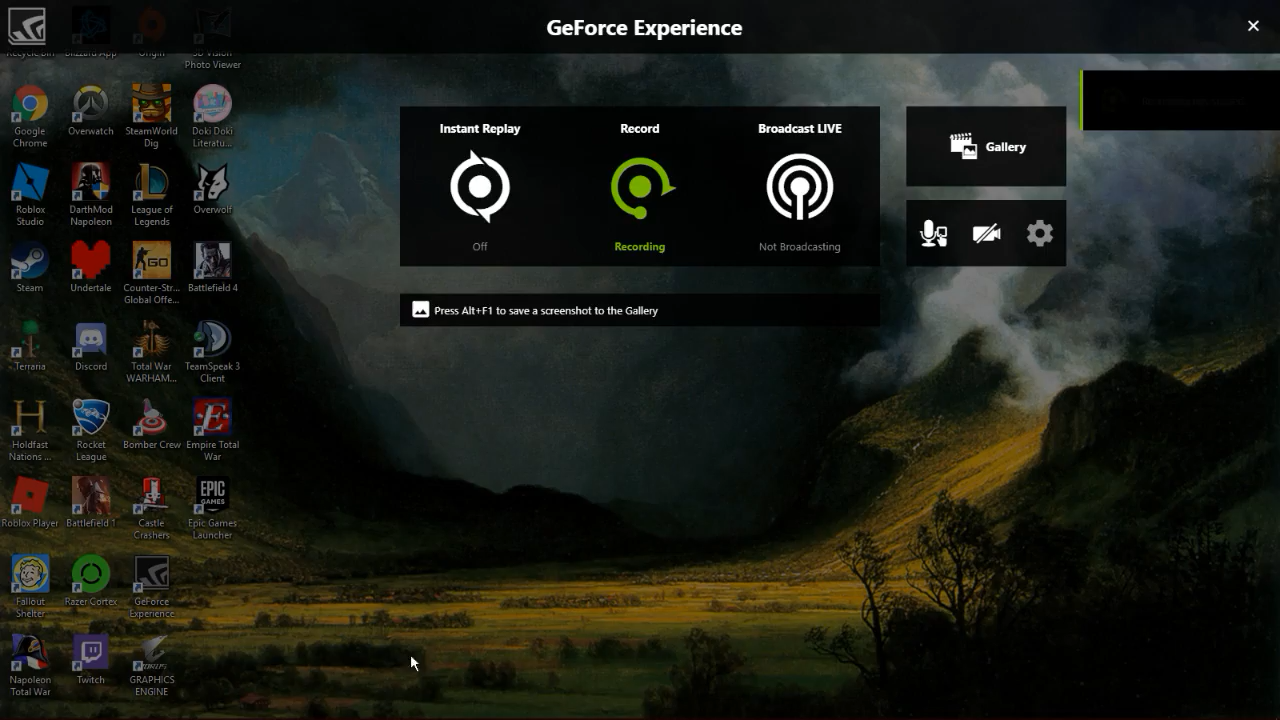 GeForce Experience
Recycle Bin
Blizzard App
Origin
3D Vision
Photo Viewer
Instant Replay
Record
Broadcast LIVE
Gallery
Off
Recording
Not Broadcasting
Press Alt+F1 to save a screenshot to the Gallery
Google
Chrome
Overwatch
SteamWorld
Dig
Doki Doki
Literatu...
Roblox
Studio
DarthMod
Napoleon
League of
Legends
Overwolf
Steam
Undertale
GO
Counter-Str...
Global Offe...
Battlefield 4
Terraria
Discord
Total War
WARHAM...
TeamSpeak 3
Client
H
Holdfast
Nations ...
Rocket
League
Bomber Crew
E
Empire Total
War
Roblox Player
Battlefield 1
Castle
Crashers
EPIC
GAMES
Epic Games
Launcher
Fallout
Shelter
Razer Cortex
GeForce
Experience
Napoleon
Total War
Twitch
GRAPHICS
ENGINE